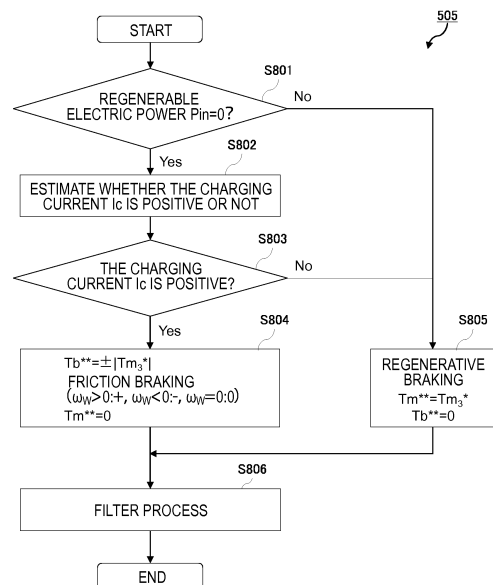 505
START
S801
REGENERABLE
ELECTRIC POWER Pin=0?
No
Yes
S802
ESTIMATE WHETHER THE CHARGING
CURRENT Ic IS POSITIVE OR NOT
S803
THE CHARGING
CURRENT Ic IS POSITIVE?
No
Yes
S804
Tb**=±|Tm₃*|
FRICTION BRAKING
(ωW>0:+, ωW<0:-, ωW=0:0)
Tm**=0
S805
REGENERATIVE
BRAKING
Tm**=Tm₃*
Tb**=0
S806
FILTER PROCESS
END